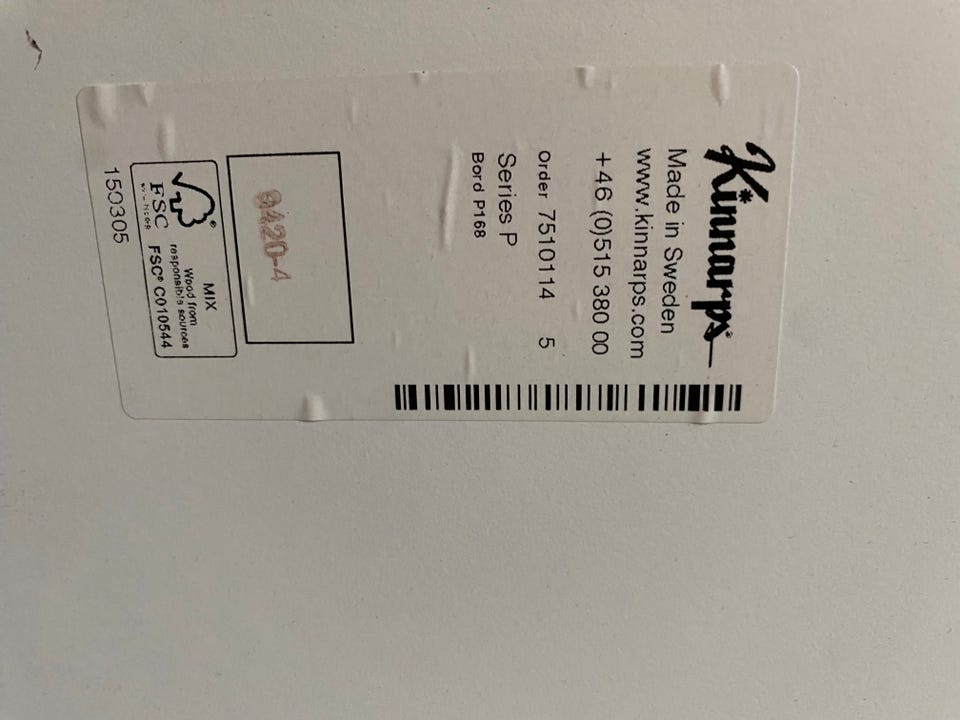 Kinnarps®
Made in Sweden
www.kinnarps.com
+46 (0)515 380 00
Order 7510114 5
Series P
Bord P168
9420-4
® MIX
Wood from
responsible sources
FSC FSC® C010544
150305